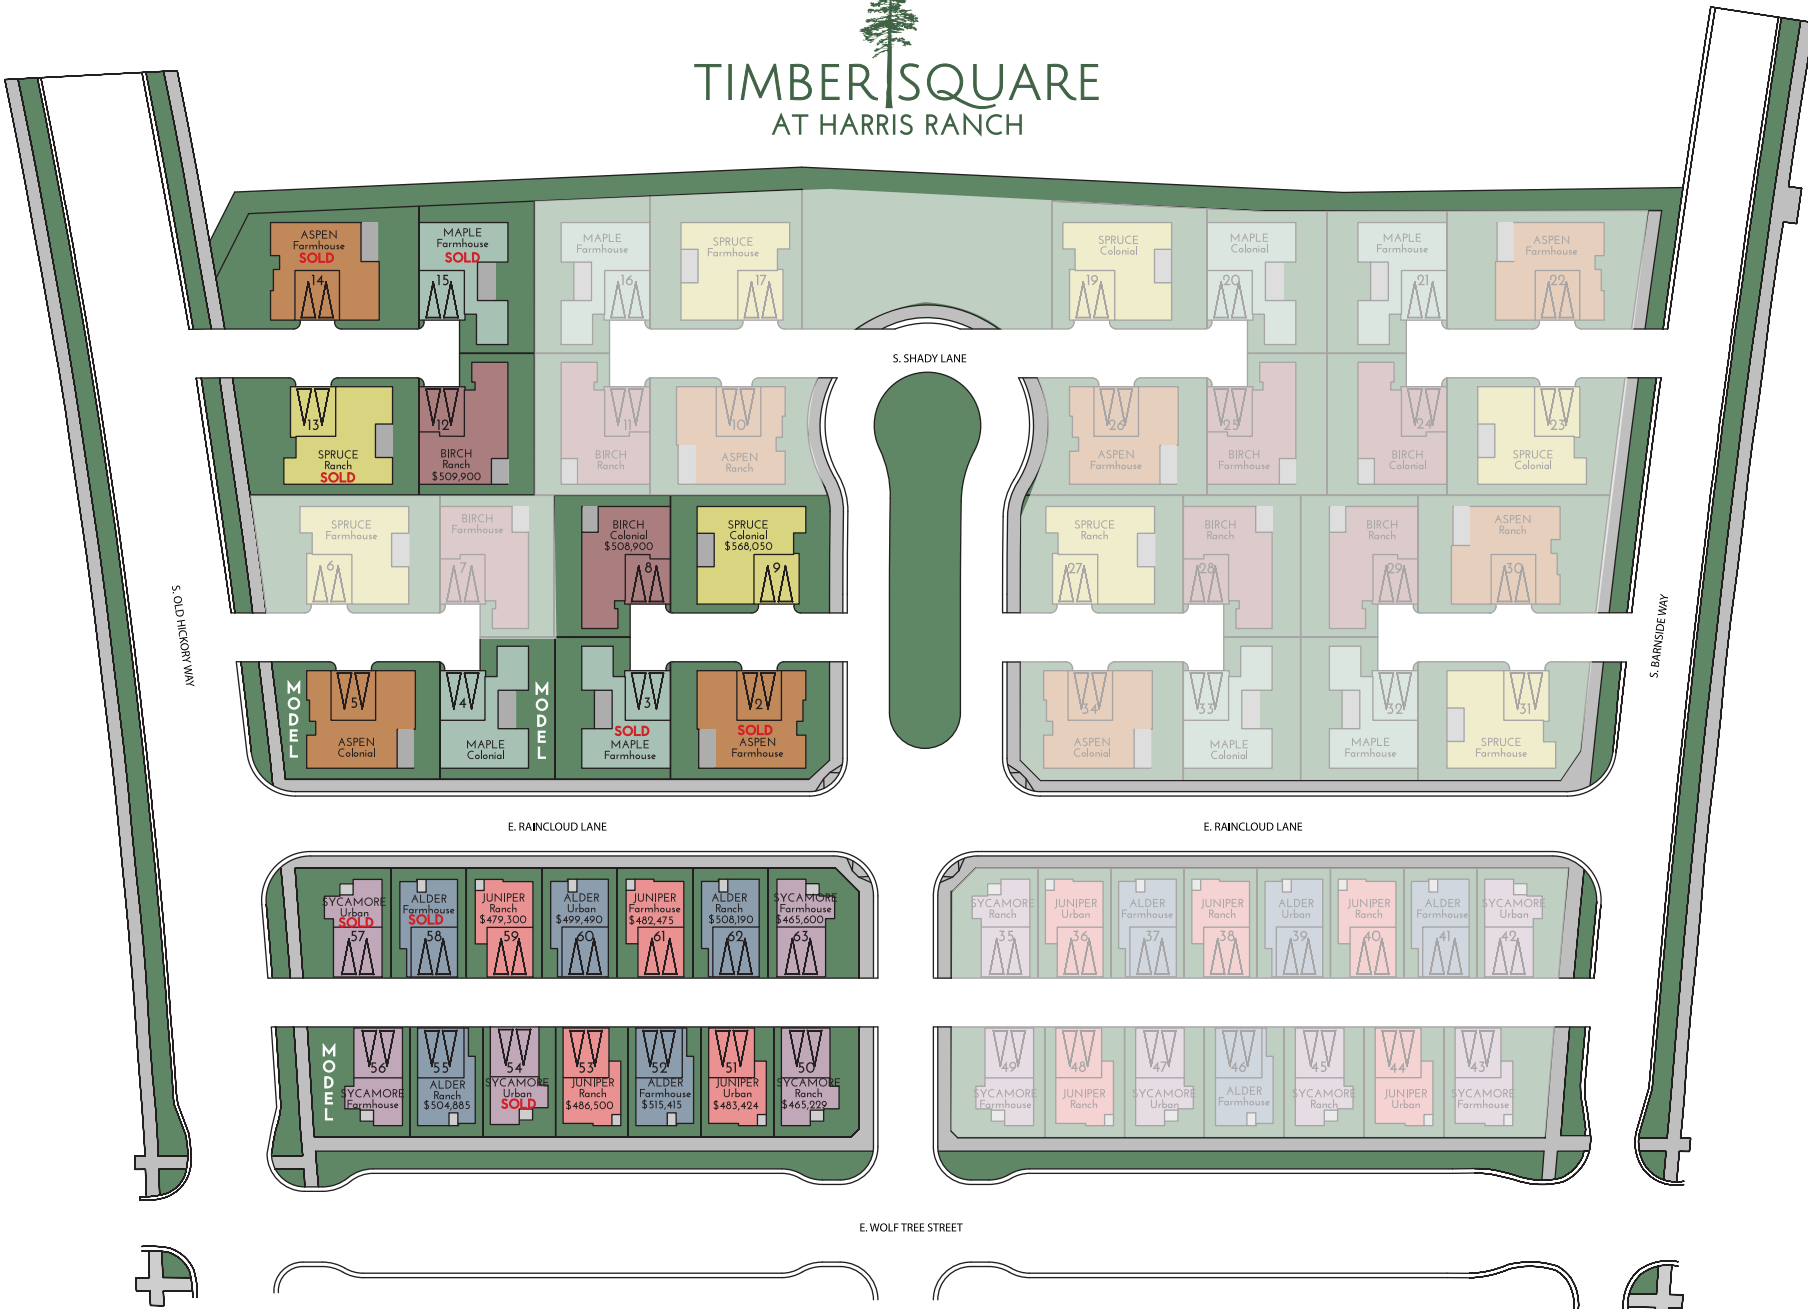 TIMBER SQUARE
AT HARRIS RANCH
ASPEN
Farmhouse
SOLD
14
MAPLE
Farmhouse
SOLD
15
MAPLE
Farmhouse
16
SPRUCE
Farmhouse
17
SPRUCE
Colonial
19
MAPLE
Colonial
20
MAPLE
Farmhouse
21
ASPEN
Farmhouse
22
S. SHADY LANE
13
SPRUCE
Ranch
SOLD
12
BIRCH
Ranch
$509,900
11
BIRCH
Ranch
10
ASPEN
Ranch
26
ASPEN
Farmhouse
25
BIRCH
Farmhouse
24
BIRCH
Colonial
23
SPRUCE
Colonial
SPRUCE
Farmhouse
6
BIRCH
Farmhouse
7
BIRCH
Colonial
$508,900
8
SPRUCE
Colonial
$568,050
9
SPRUCE
Ranch
27
BIRCH
Ranch
28
BIRCH
Ranch
29
ASPEN
Ranch
30
S. OLD HICKORY WAY
S. BARNSIDE WAY
MODEL
5
ASPEN
Colonial
4
MAPLE
Colonial
MODEL
3
SOLD
MAPLE
Farmhouse
2
SOLD
ASPEN
Farmhouse
34
ASPEN
Colonial
33
MAPLE
Colonial
32
MAPLE
Farmhouse
31
SPRUCE
Farmhouse
E. RAINCLOUD LANE
E. RAINCLOUD LANE
SYCAMORE
Urban
SOLD
57
ALDER
Farmhouse
SOLD
58
JUNIPER
Ranch
$479,300
59
ALDER
Urban
$499,490
60
JUNIPER
Farmhouse
$482,475
61
ALDER
Ranch
$508,190
62
SYCAMORE
Farmhouse
$465,600
63
SYCAMORE
Ranch
35
JUNIPER
Urban
36
ALDER
Farmhouse
37
JUNIPER
Ranch
38
ALDER
Urban
39
JUNIPER
Ranch
40
ALDER
Farmhouse
41
SYCAMORE
Urban
42
MODEL
56
SYCAMORE
Farmhouse
55
ALDER
Ranch
$504,885
54
SYCAMORE
Urban
SOLD
53
JUNIPER
Ranch
$486,500
52
ALDER
Farmhouse
$515,415
51
JUNIPER
Urban
$483,424
50
SYCAMORE
Ranch
$465,229
49
SYCAMORE
Farmhouse
48
JUNIPER
Ranch
47
SYCAMORE
Urban
46
ALDER
Farmhouse
45
SYCAMORE
Ranch
44
JUNIPER
Urban
43
SYCAMORE
Farmhouse
E. WOLF TREE STREET